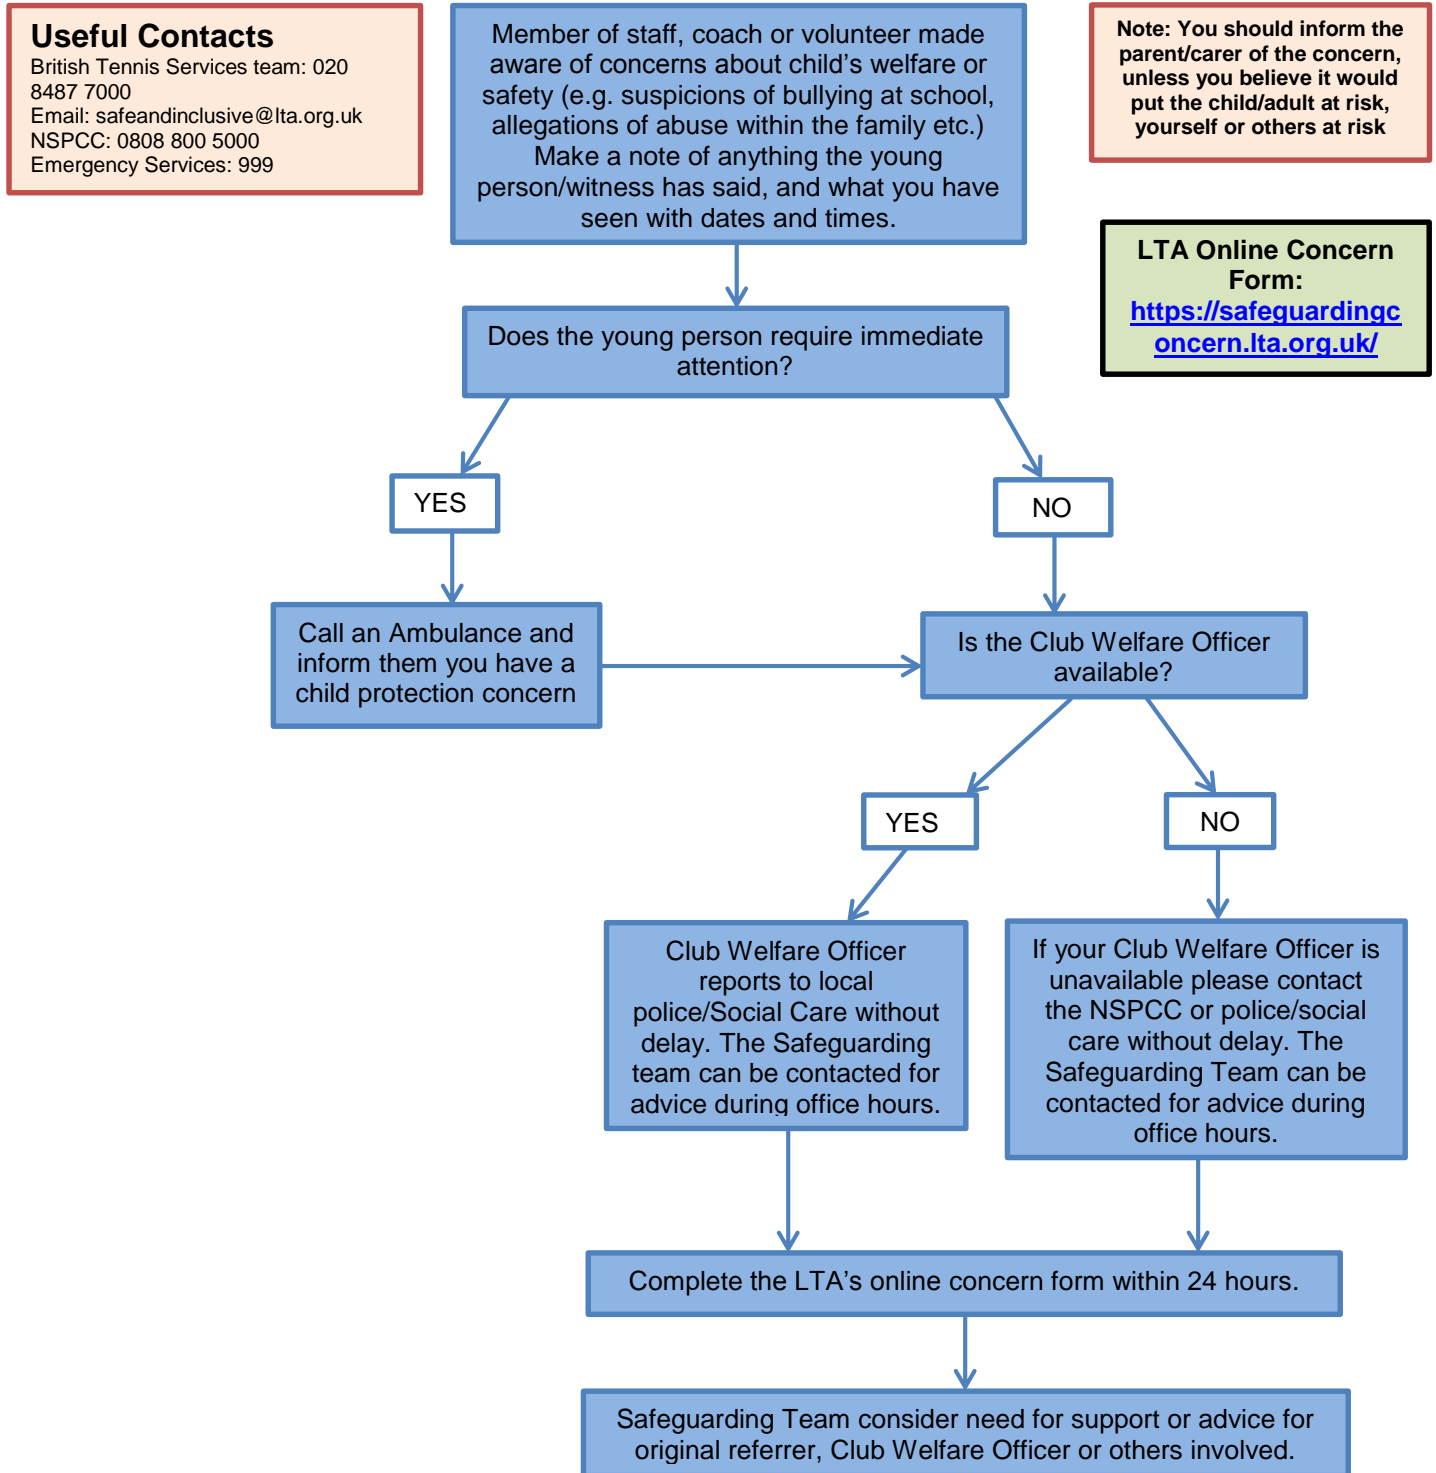 Useful Contacts
British Tennis Services team: 020
8487 7000
Email: safeandinclusive@lta.org.uk
NSPCC: 0808 800 5000
Emergency Services: 999
Member of staff, coach or volunteer made
aware of concerns about child’s welfare or
safety (e.g. suspicions of bullying at school,
allegations of abuse within the family etc.)
Make a note of anything the young
person/witness has said, and what you have
seen with dates and times.
Note: You should inform the
parent/carer of the concern,
unless you believe it would
put the child/adult at risk,
yourself or others at risk
LTA Online Concern
Form:
https://safeguardingc
oncern.lta.org.uk/
Does the young person require immediate
attention?
YES
NO
Call an Ambulance and
inform them you have a
child protection concern
Is the Club Welfare Officer
available?
YES
NO
Club Welfare Officer
reports to local
police/Social Care without
delay. The Safeguarding
team can be contacted for
advice during office hours.
If your Club Welfare Officer is
unavailable please contact
the NSPCC or police/social
care without delay. The
Safeguarding Team can be
contacted for advice during
office hours.
Complete the LTA’s online concern form within 24 hours.
Safeguarding Team consider need for support or advice for
original referrer, Club Welfare Officer or others involved.